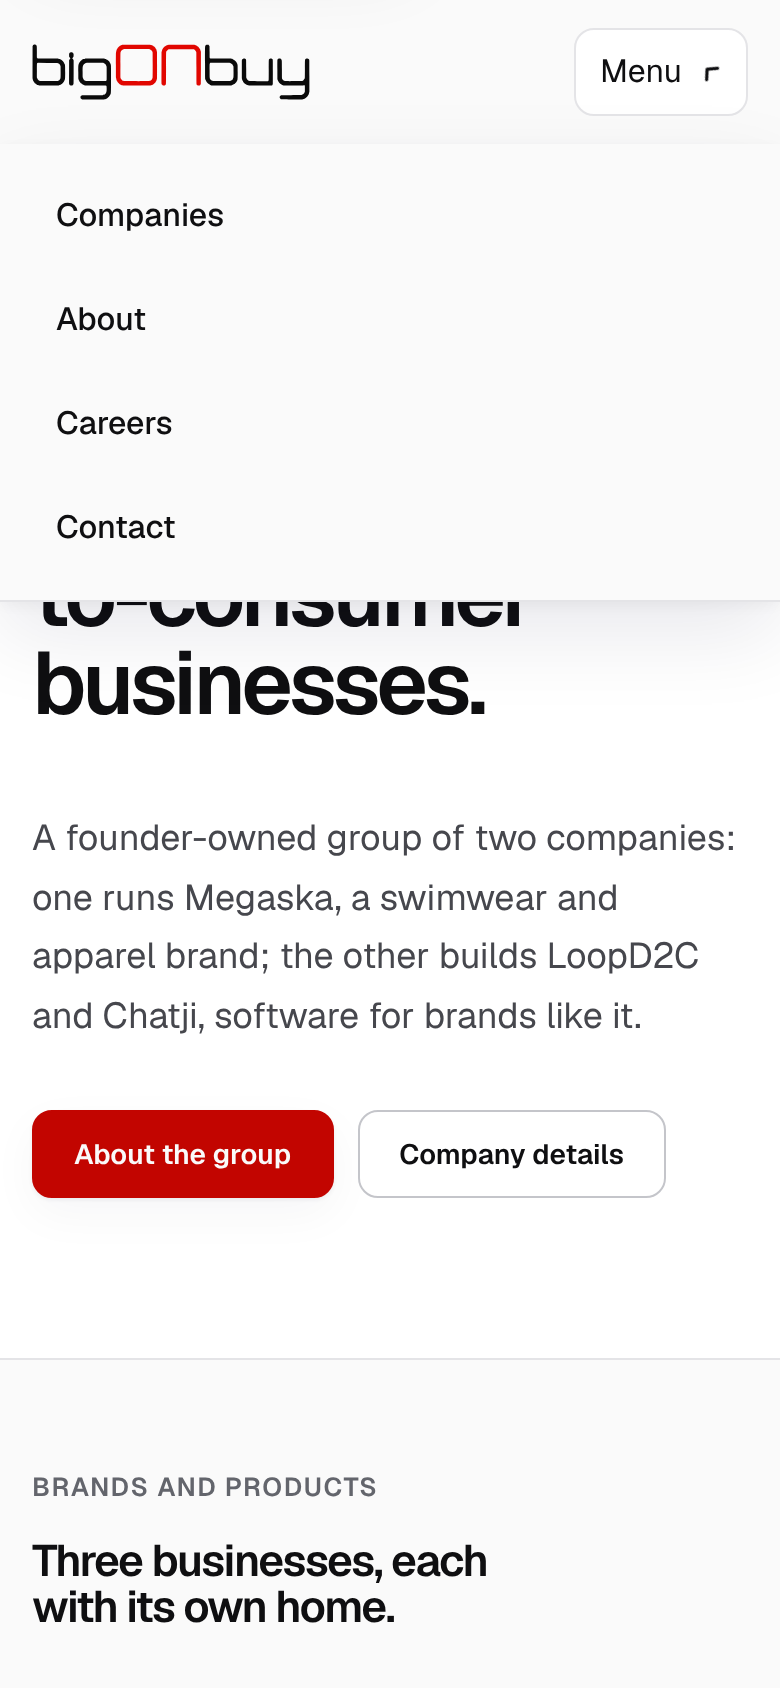 bigONbuy
Menu
Companies
About
Careers
Contact
to-consumer
businesses.
A founder-owned group of two companies:
one runs Megaska, a swimwear and
apparel brand; the other builds LoopD2C
and Chatji, software for brands like it.
About the group
Company details
BRANDS AND PRODUCTS
Three businesses, each
with its own home.